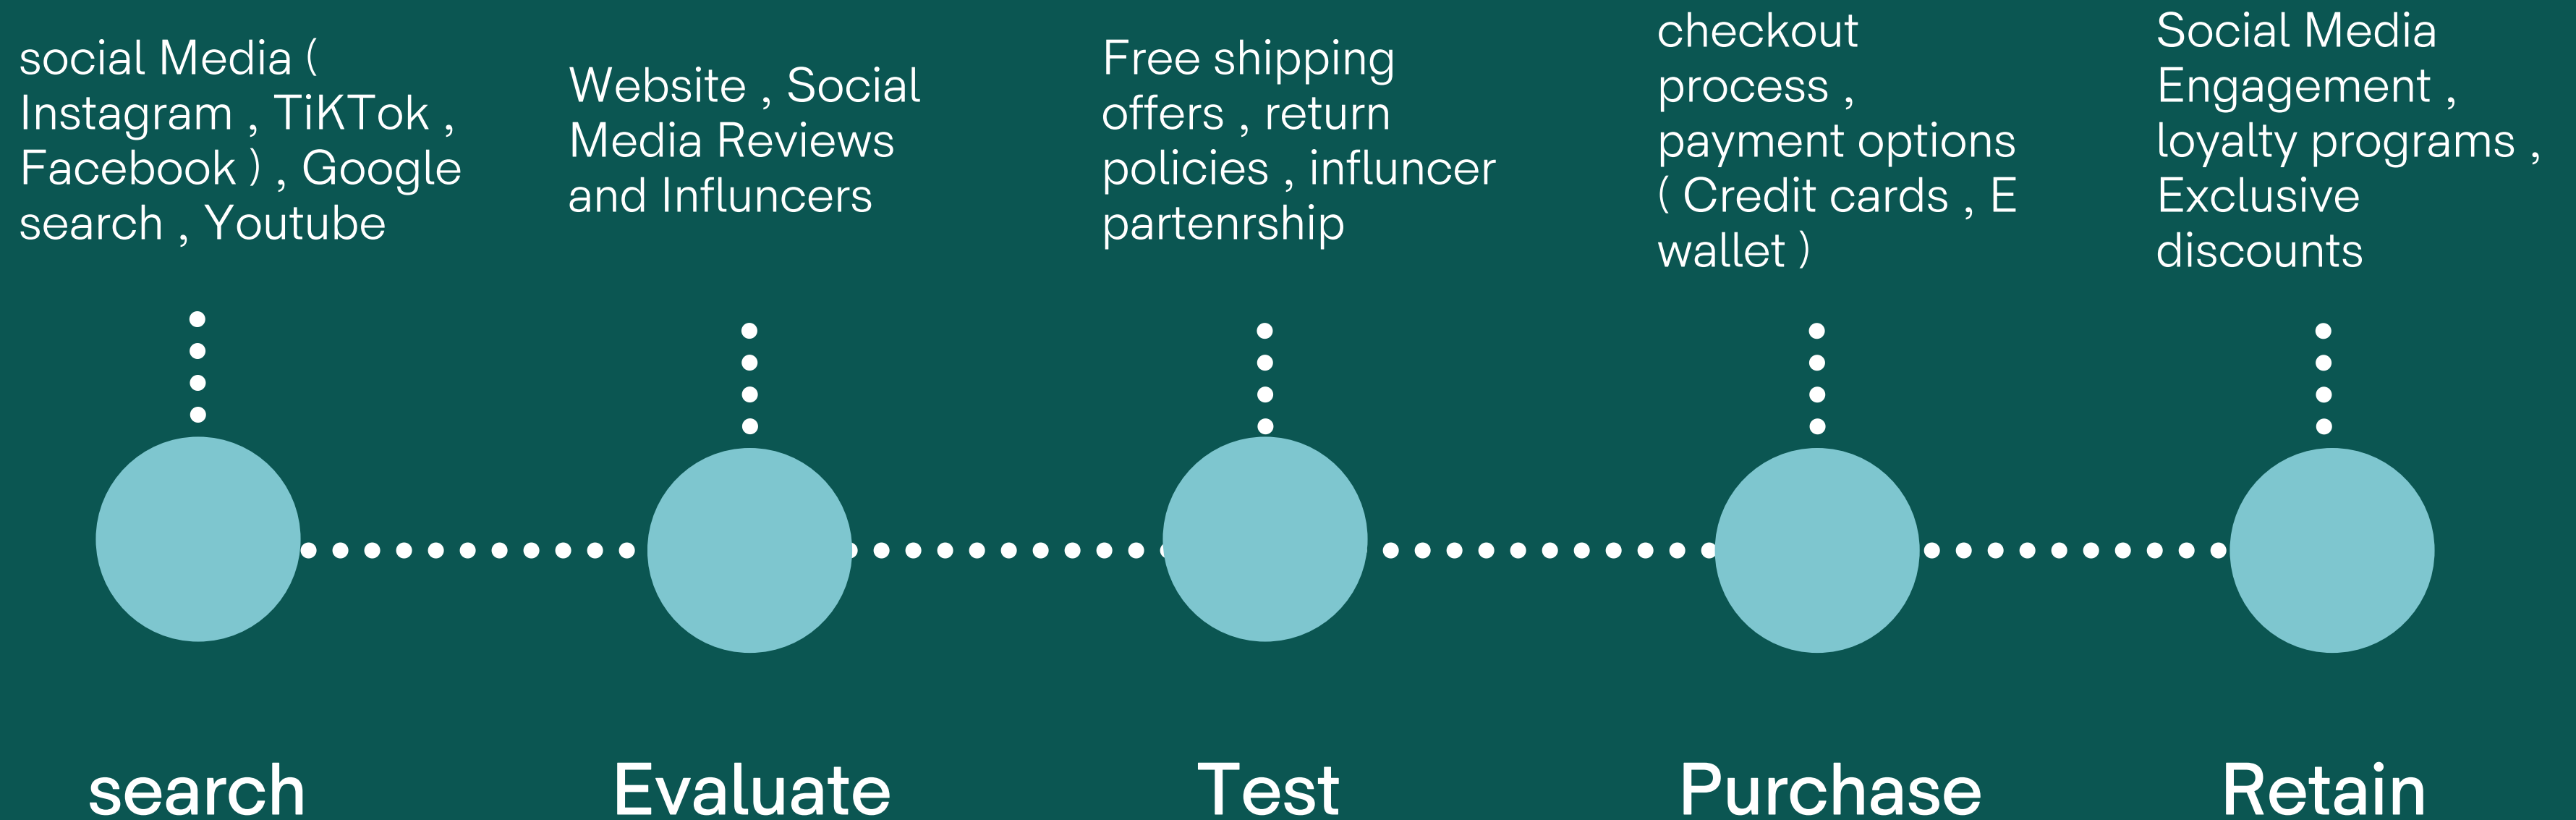 social Media (
Instagram , TiKTok ,
Facebook ) , Google
search , Youtube
Website , Social
Media Reviews
and Influncers
Free shipping
offers , return
policies , influncer
partenrship
checkout
process ,
payment options
( Credit cards , E
wallet )
Social Media
Engagement ,
loyalty programs ,
Exclusive
discounts
search
Evaluate
Test
Purchase
Retain